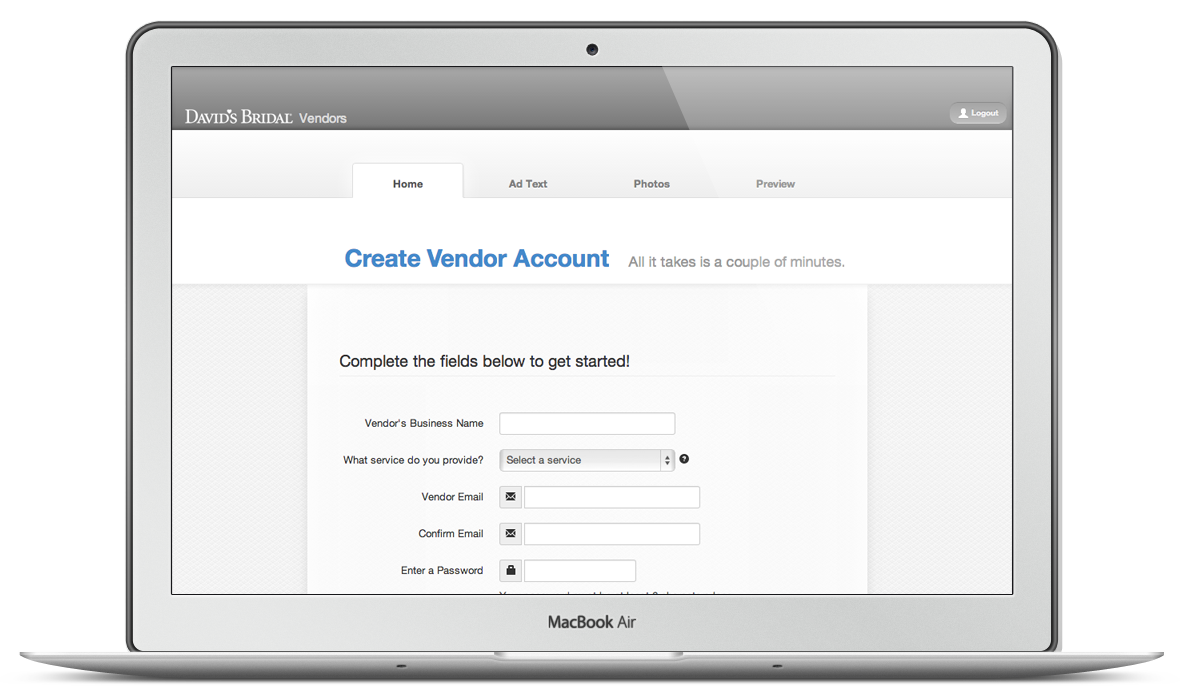 DAVID'S BRIDAL Vendors
Logout
Home Ad Text Photos Preview
Create Vendor Account All it takes is a couple of minutes.
Complete the fields below to get started!
Vendor's Business Name
What service do you provide? Select a service ?
Vendor Email
Confirm Email
Enter a Password
MacBook Air